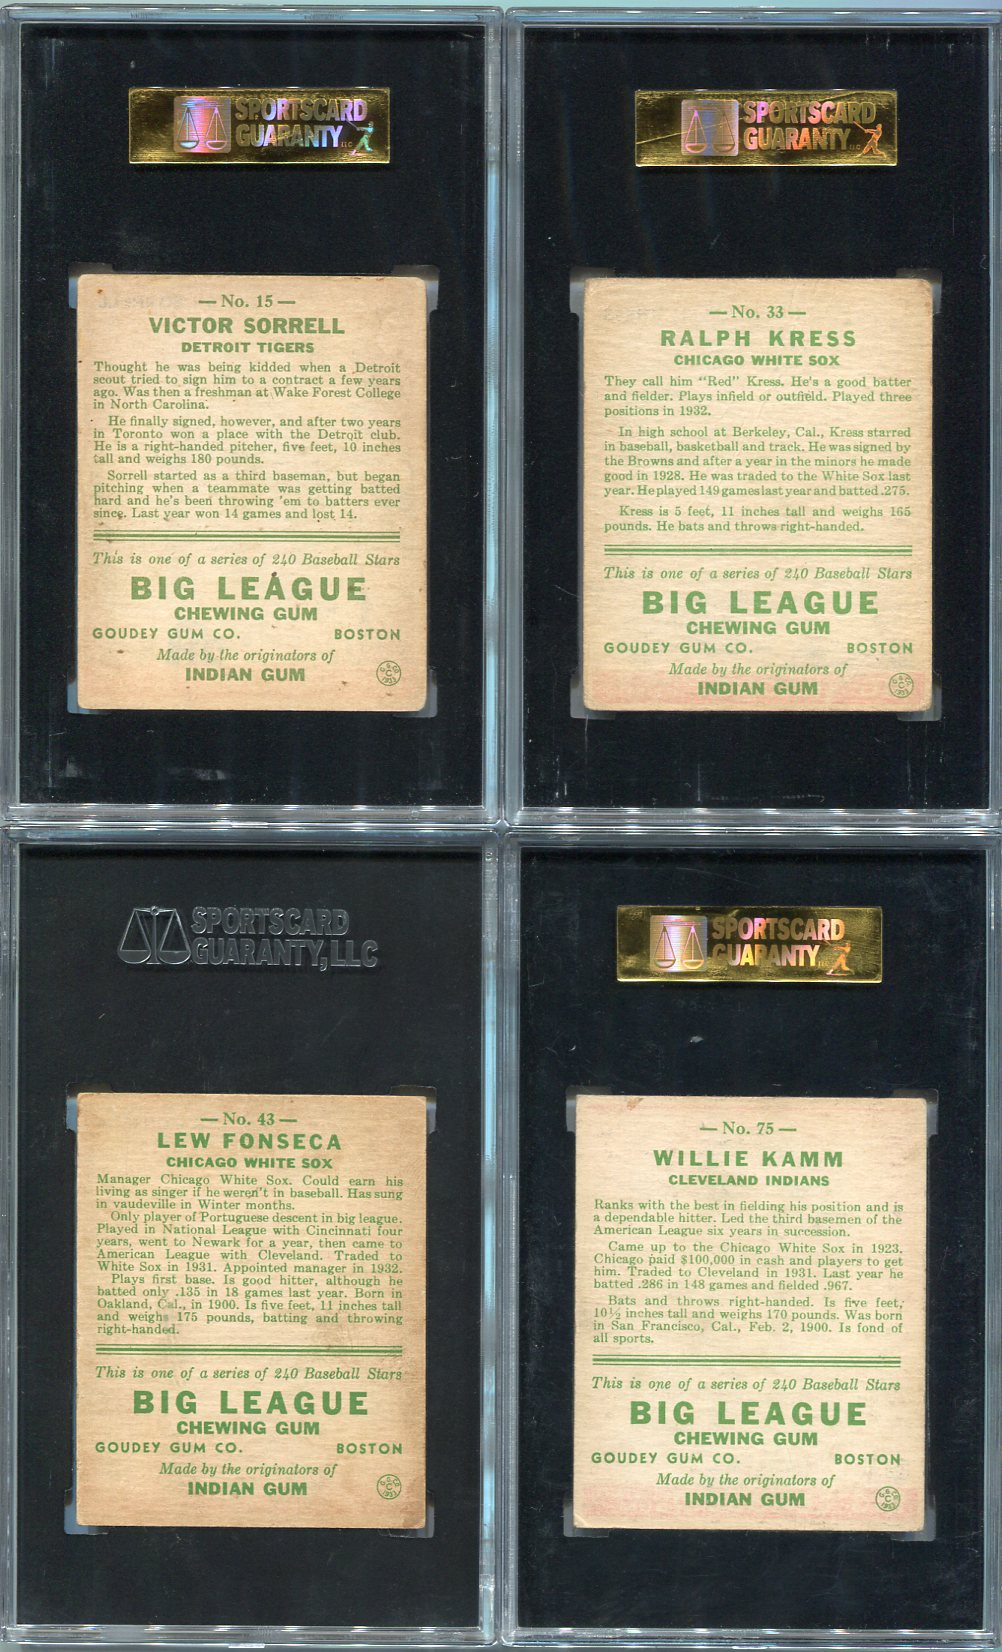 SPORTSCARD
GUARANTY LLC
— No. 15 —
VICTOR SORRELL
DETROIT TIGERS
Thought he was being kidded when a Detroit
scout tried to sign him to a contract a few years
ago. Was then a freshman at Wake Forest College
in North Carolina.
He finally signed, however, and after two years
in Toronto won a place with the Detroit club.
He is a right-handed pitcher, five feet, 10 inches
tall and weighs 180 pounds.
Sorrell started as a third baseman, but began
pitching when a teammate was getting batted
hard and he's been throwing 'em to batters ever
since. Last year won 14 games and lost 14.
This is one of a series of 240 Baseball Stars
BIG LEAGUE
CHEWING GUM
GOUDEY GUM CO. BOSTON
Made by the originators of
INDIAN GUM
G. G. CO.
C
1933
SPORTSCARD
GUARANTY LLC
— No. 33 —
RALPH KRESS
CHICAGO WHITE SOX
They call him "Red" Kress. He's a good batter
and fielder. Plays infield or outfield. Played three
positions in 1932.
In high school at Berkeley, Cal., Kress starred
in baseball, basketball and track. He was signed by
the Browns and after a year in the minors he made
good in 1928. He was traded to the White Sox last
year. He played 149 games last year and batted .275.
Kress is 5 feet, 11 inches tall and weighs 165
pounds. He bats and throws right-handed.
This is one of a series of 240 Baseball Stars
BIG LEAGUE
CHEWING GUM
GOUDEY GUM CO. BOSTON
Made by the originators of
INDIAN GUM
G. G. CO.
C
1933
SPORTSCARD
GUARANTY, LLC
— No. 43 —
LEW FONSECA
CHICAGO WHITE SOX
Manager Chicago White Sox. Could earn his
living as singer if he weren't in baseball. Has sung
in vaudeville in Winter months.
Only player of Portuguese descent in big league.
Played in National League with Cincinnati four
years, went to Newark for a year, then came to
American League with Cleveland. Traded to
White Sox in 1931. Appointed manager in 1932.
Plays first base. Is good hitter, although he
batted only .135 in 18 games last year. Born in
Oakland, Cal., in 1900. Is five feet, 11 inches tall
and weighs 175 pounds, batting and throwing
right-handed.
This is one of a series of 240 Baseball Stars
BIG LEAGUE
CHEWING GUM
GOUDEY GUM CO. BOSTON
Made by the originators of
INDIAN GUM
G. G. CO.
C
1933
SPORTSCARD
GUARANTY LLC
— No. 75 —
WILLIE KAMM
CLEVELAND INDIANS
Ranks with the best in fielding his position and is
a dependable hitter. Led the third basemen of the
American League six years in succession.
Came up to the Chicago White Sox in 1923.
Chicago paid $100,000 in cash and players to get
him. Traded to Cleveland in 1931. Last year he
batted .286 in 148 games and fielded .967.
Bats and throws right-handed. Is five feet,
10½ inches tall and weighs 170 pounds. Was born
in San Francisco, Cal., Feb. 2, 1900. Is fond of
all sports.
This is one of a series of 240 Baseball Stars
BIG LEAGUE
CHEWING GUM
GOUDEY GUM CO. BOSTON
Made by the originators of
INDIAN GUM
G. G. CO.
C
1933